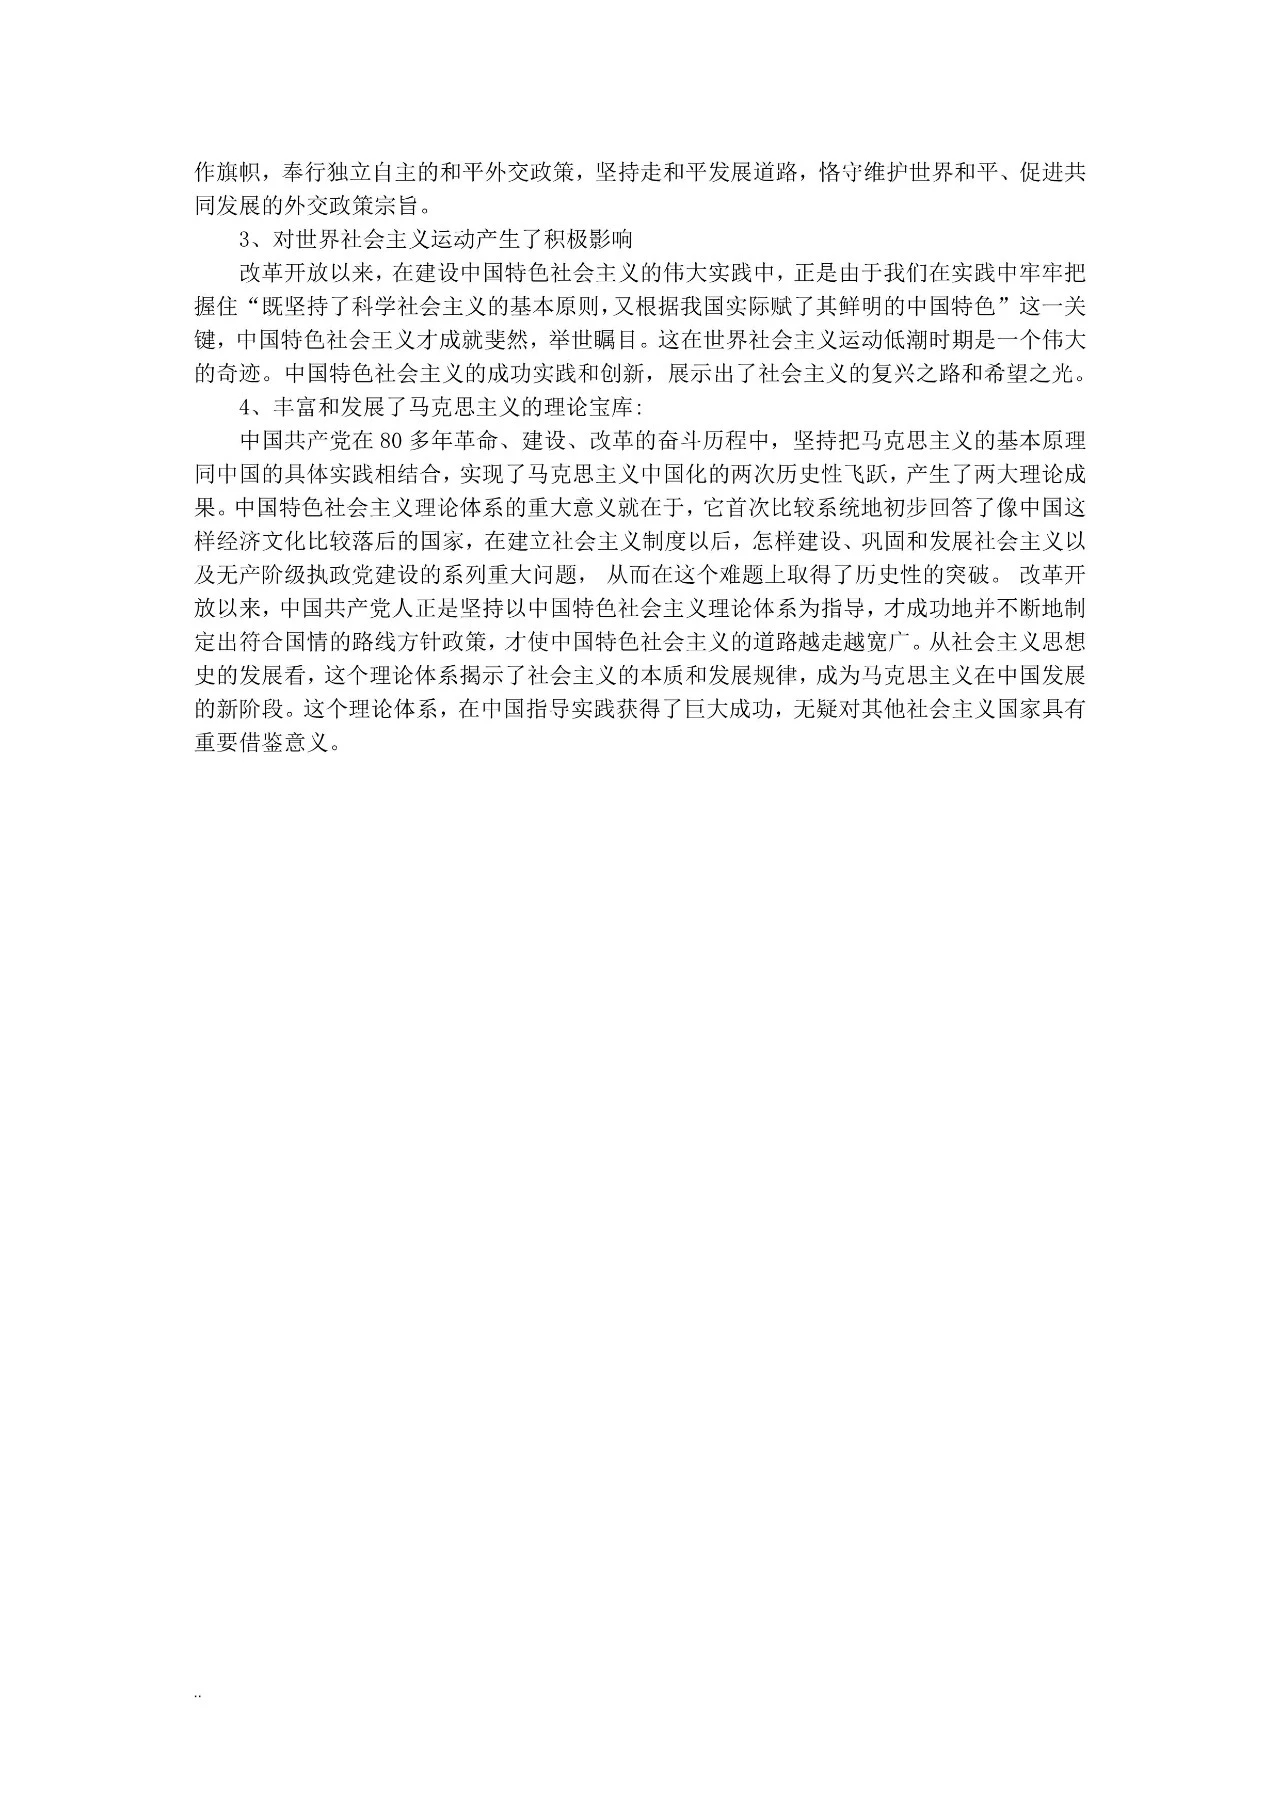 作旗帜，奉行独立自主的和平外交政策，坚持走和平发展道路，恪守维护世界和平、促进共
同发展的外交政策宗旨。
3、对世界社会主义运动产生了积极影响
改革开放以来，在建设中国特色社会主义的伟大实践中，正是由于我们在实践中牢牢把
握住“既坚持了科学社会主义的基本原则，又根据我国实际赋了其鲜明的中国特色”这一关
键，中国特色社会王义才成就斐然，举世瞩目。这在世界社会主义运动低潮时期是一个伟大
的奇迹。中国特色社会主义的成功实践和创新，展示出了社会主义的复兴之路和希望之光。
4、丰富和发展了马克思主义的理论宝库:
中国共产党在 80 多年革命、建设、改革的奋斗历程中，坚持把马克思主义的基本原理
同中国的具体实践相结合，实现了马克思主义中国化的两次历史性飞跃，产生了两大理论成
果。中国特色社会主义理论体系的重大意义就在于，它首次比较系统地初步回答了像中国这
样经济文化比较落后的国家，在建立社会主义制度以后，怎样建设、巩固和发展社会主义以
及无产阶级执政党建设的系列重大问题， 从而在这个难题上取得了历史性的突破。 改革开
放以来，中国共产党人正是坚持以中国特色社会主义理论体系为指导，才成功地并不断地制
定出符合国情的路线方针政策，才使中国特色社会主义的道路越走越宽广。从社会主义思想
史的发展看，这个理论体系揭示了社会主义的本质和发展规律，成为马克思主义在中国发展
的新阶段。这个理论体系，在中国指导实践获得了巨大成功，无疑对其他社会主义国家具有
重要借鉴意义。
..